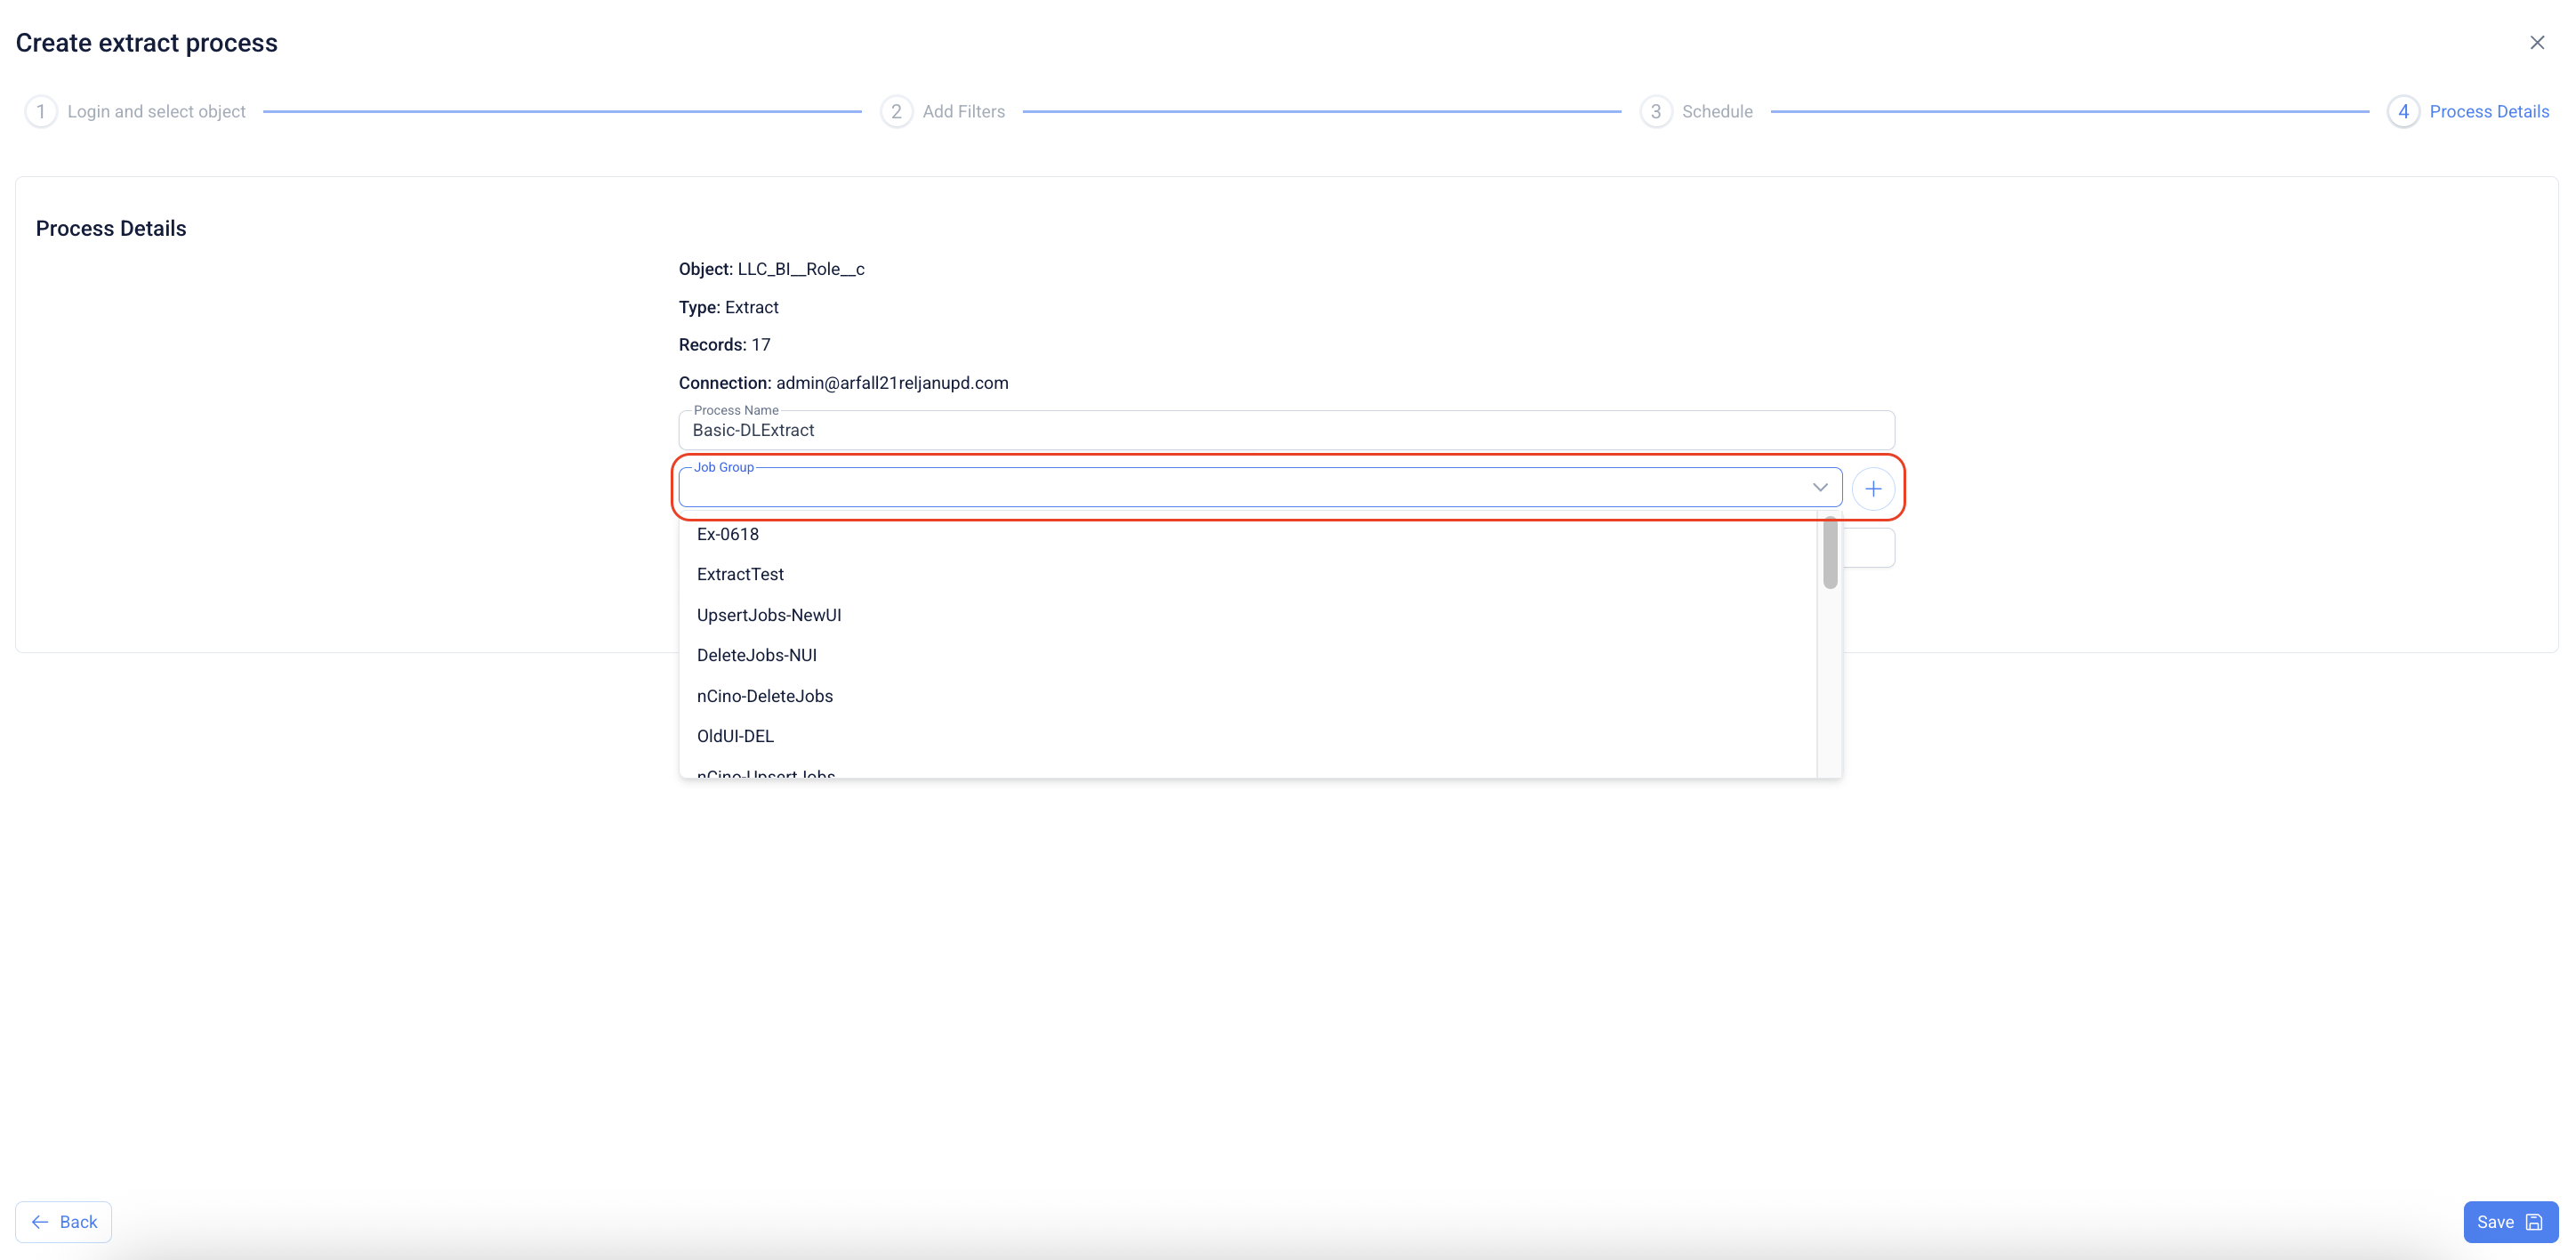 Create extract process
1 Login and select object 2 Add Filters 3 Schedule 4 Process Details
Process Details
Object: LLC_BI__Role__c
Type: Extract
Records: 17
Connection: admin@arfall21reljanupd.com
Process Name
Basic-DLExtract
Job Group
Ex-0618
ExtractTest
UpsertJobs-NewUI
DeleteJobs-NUI
nCino-DeleteJobs
OldUI-DEL
nCino-UpsertJobs
Back Save